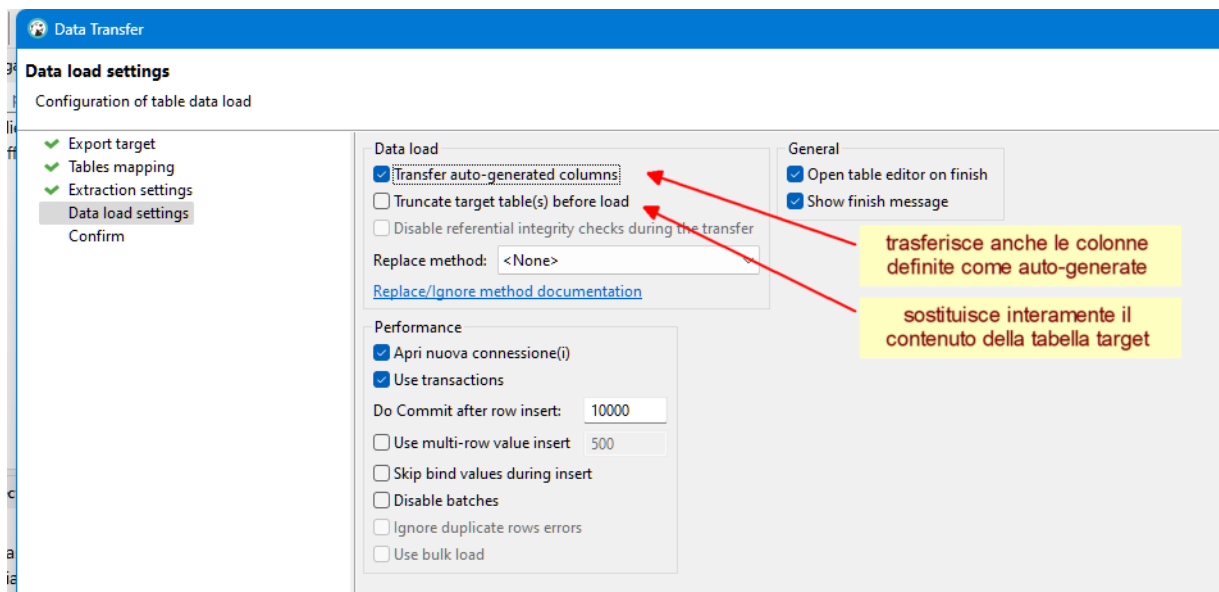 Data Transfer
Data load settings
Configuration of table data load
Export target
Tables mapping
Extraction settings
Data load settings
Confirm
Data load
Transfer auto-generated columns
Truncate target table(s) before load
Disable referential integrity checks during the transfer
Replace method: <None>
Replace/Ignore method documentation
General
Open table editor on finish
Show finish message
trasferisce anche le colonne
definite come auto-generate
sostituisce interamente il
contenuto della tabella target
Performance
Apri nuova connessione(i)
Use transactions
Do Commit after row insert: 10000
Use multi-row value insert 500
Skip bind values during insert
Disable batches
Ignore duplicate rows errors
Use bulk load